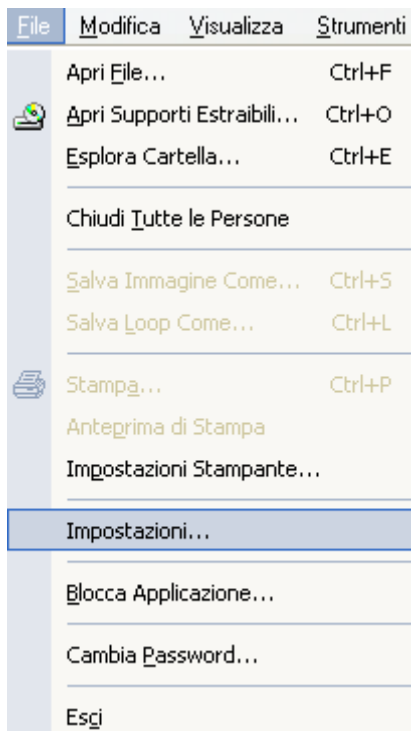 File Modifica Visualizza Strumenti
Apri File... Ctrl+F
Apri Supporti Estraibili... Ctrl+O
Esplora Cartella... Ctrl+E
Chiudi Tutte le Persone
Salva Immagine Come... Ctrl+S
Salva Loop Come... Ctrl+L
Stampa... Ctrl+P
Anteprima di Stampa
Impostazioni Stampante...
Impostazioni...
Blocca Applicazione...
Cambia Password...
Esci